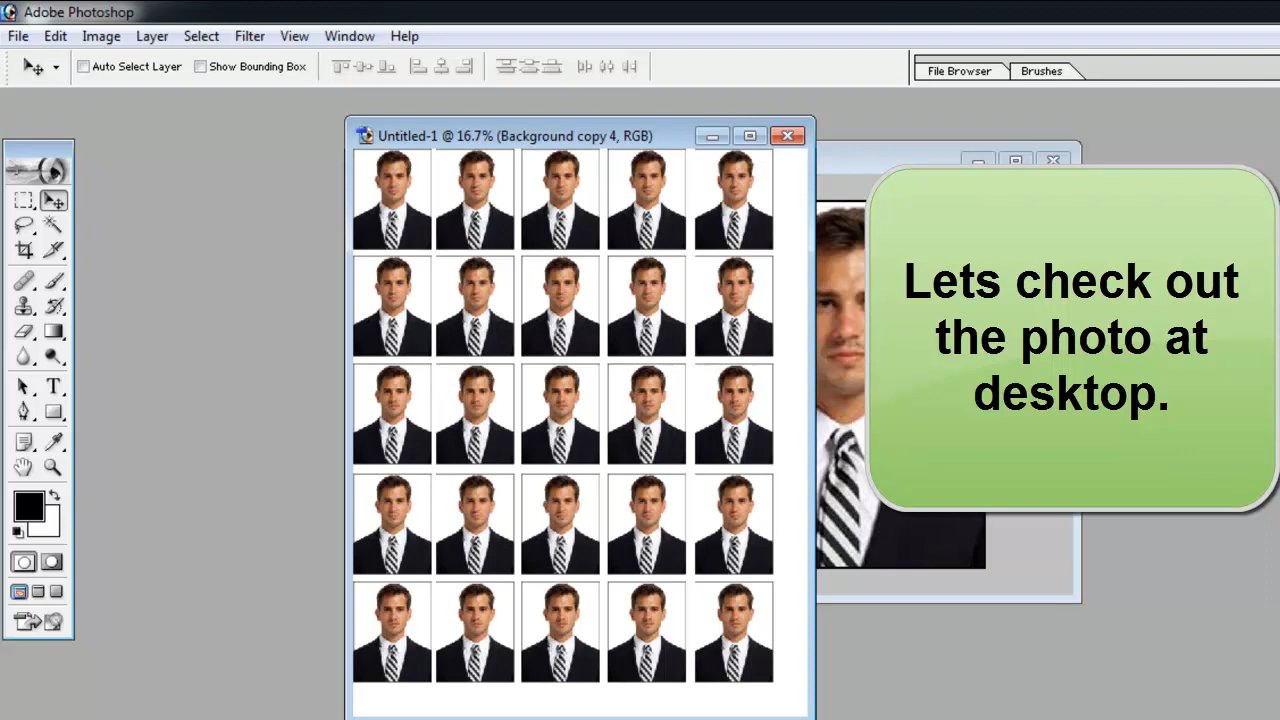 Adobe Photoshop
File Edit Image Layer Select Filter View Window Help
Auto Select Layer Show Bounding Box File Browser Brushes
Untitled-1 @ 16.7% (Background copy 4, RGB)
Lets check out
the photo at
desktop.